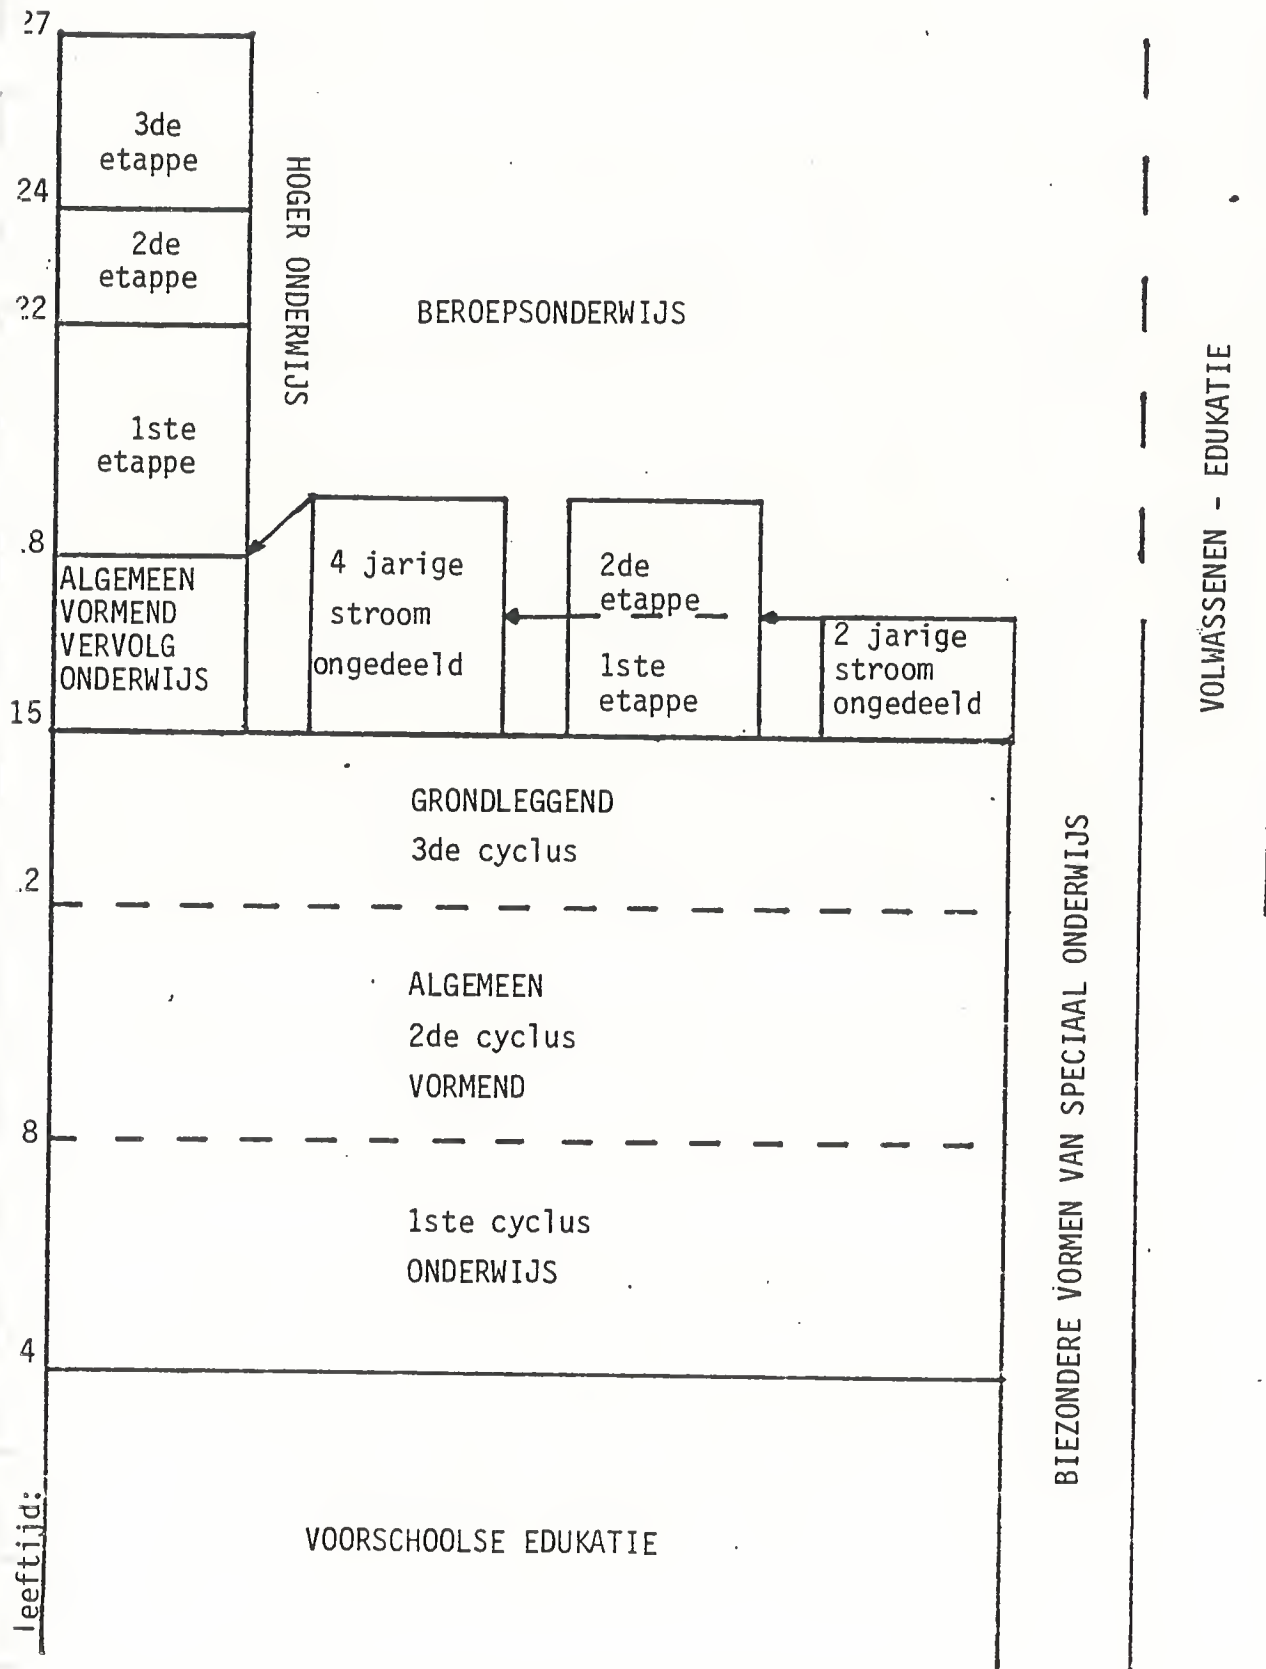 27
3de
etappe
24
2de
etappe
22
1ste
etappe
HOGER ONDERWIJS
BEROEPSONDERWIJS
.8
ALGEMEEN
VORMEND
VERVOLG
ONDERWIJS
4 jarige
stroom
ongedeeld
2de
etappe
1ste
etappe
2 jarige
stroom
ongedeeld
15
GRONDLEGGEND
3de cyclus
.2
ALGEMEEN
2de cyclus
VORMEND
8
1ste cyclus
ONDERWIJS
4
VOORSCHOOLSE EDUKATIE
leeftijd:
BIEZONDERE VORMEN VAN SPECIAAL ONDERWIJS
VOLWASSENEN - EDUKATIE